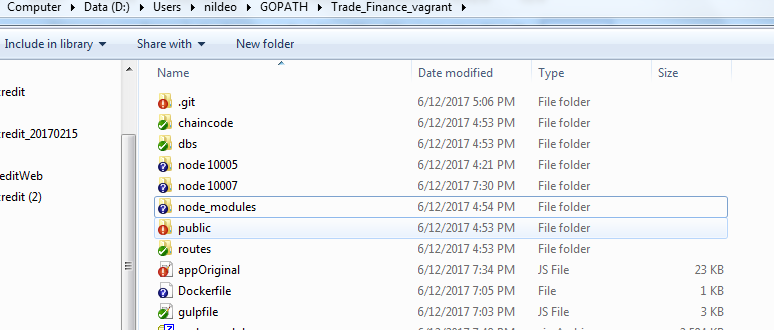 Computer ▸ Data (D:) ▸ Users ▸ nildeo ▸ GOPATH ▸ Trade_Finance_vagrant ▸
Include in library Share with New folder
Name Date modified Type Size
redit
redit_20170215
reditWeb
redit (2)
.git 6/12/2017 5:06 PM File folder
chaincode 6/12/2017 4:53 PM File folder
dbs 6/12/2017 4:53 PM File folder
node10005 6/12/2017 4:21 PM File folder
node10007 6/12/2017 7:30 PM File folder
node_modules 6/12/2017 4:54 PM File folder
public 6/12/2017 4:53 PM File folder
routes 6/12/2017 4:53 PM File folder
appOriginal 6/12/2017 7:34 PM JS File 23 KB
Dockerfile 6/12/2017 7:05 PM File 1 KB
gulpfile 6/12/2017 7:03 PM JS File 3 KB